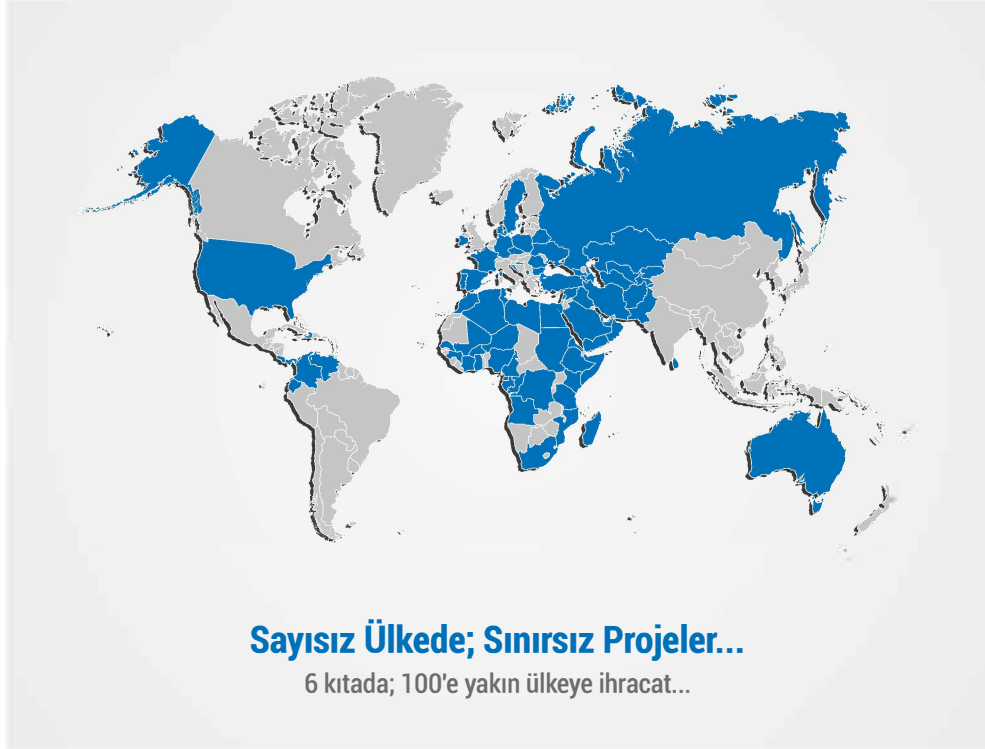 Sayısız Ülkede; Sınırsız Projeler...
6 kıtada; 100'e yakın ülkeye ihracat...